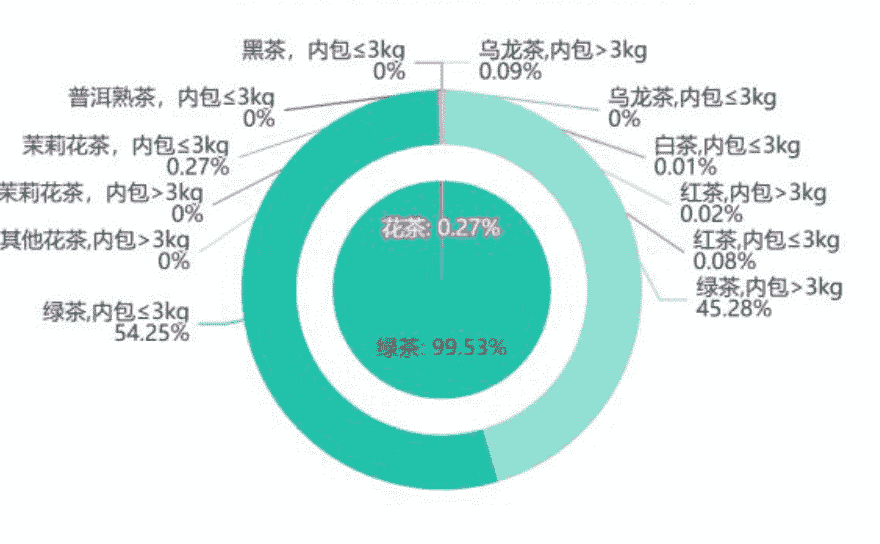 黑茶，内包≤3kg
0%
乌龙茶,内包>3kg
0.09%
普洱熟茶，内包≤3kg
0%
乌龙茶,内包≤3kg
0%
茉莉花茶，内包≤3kg
0.27%
白茶,内包≤3kg
0.01%
茉莉花茶，内包>3kg
0%
红茶,内包>3kg
0.02%
其他花茶,内包>3kg
0%
红茶,内包≤3kg
0.08%
绿茶,内包≤3kg
54.25%
绿茶,内包>3kg
45.28%
花茶: 0.27%
绿茶: 99.53%